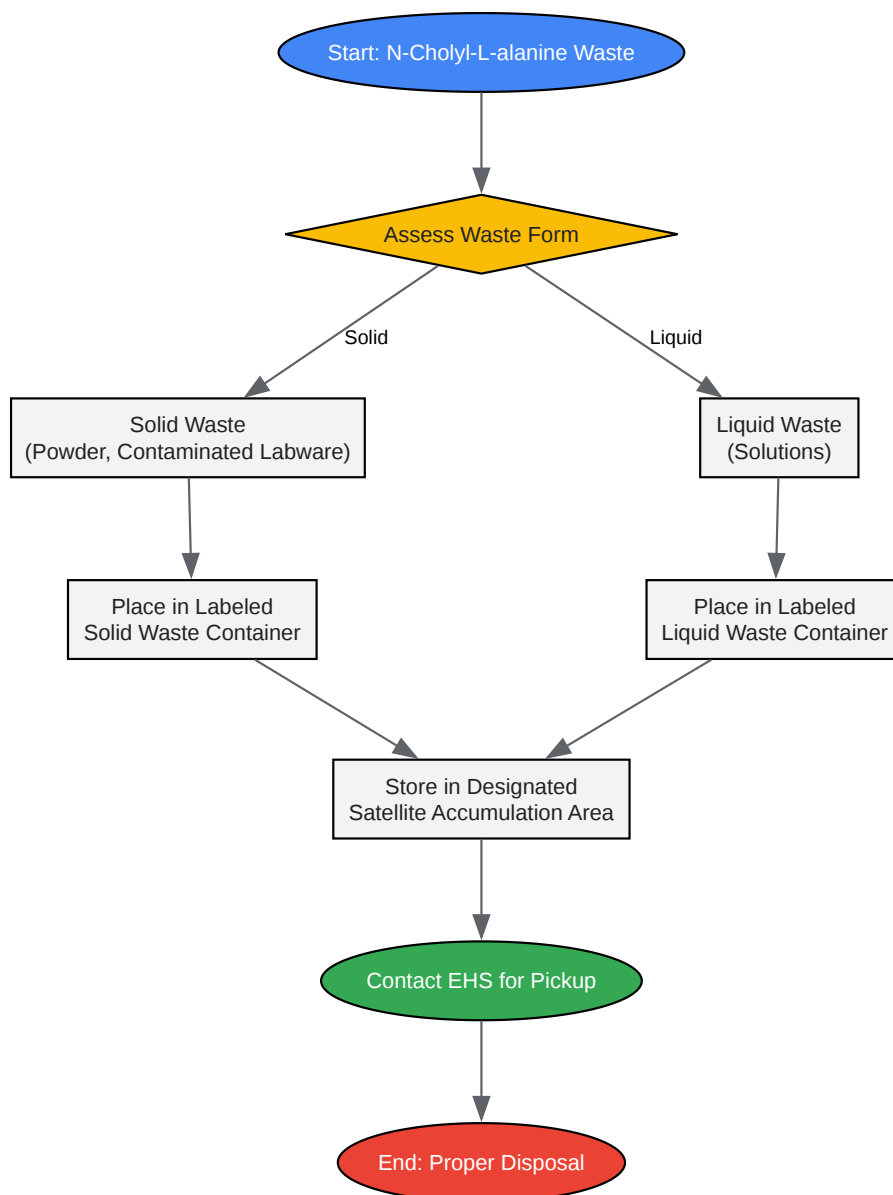 Start: N-Cholyl-L-alanine Waste
Assess Waste Form
Solid
Liquid
Solid Waste
(Powder, Contaminated Labware)
Liquid Waste
(Solutions)
Place in Labeled
Solid Waste Container
Place in Labeled
Liquid Waste Container
Store in Designated
Satellite Accumulation Area
Contact EHS for Pickup
End: Proper Disposal